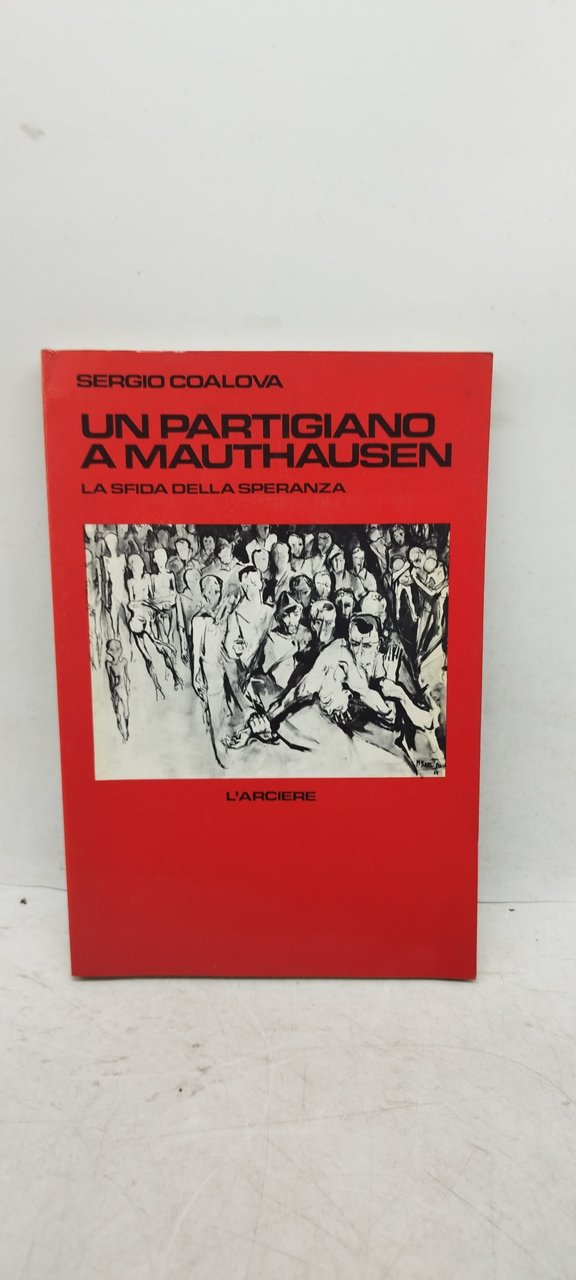 SERGIO COALOVA
UN PARTIGIANO
A MAUTHAUSEN
LA SFIDA DELLA SPERANZA
L'ARCIERE